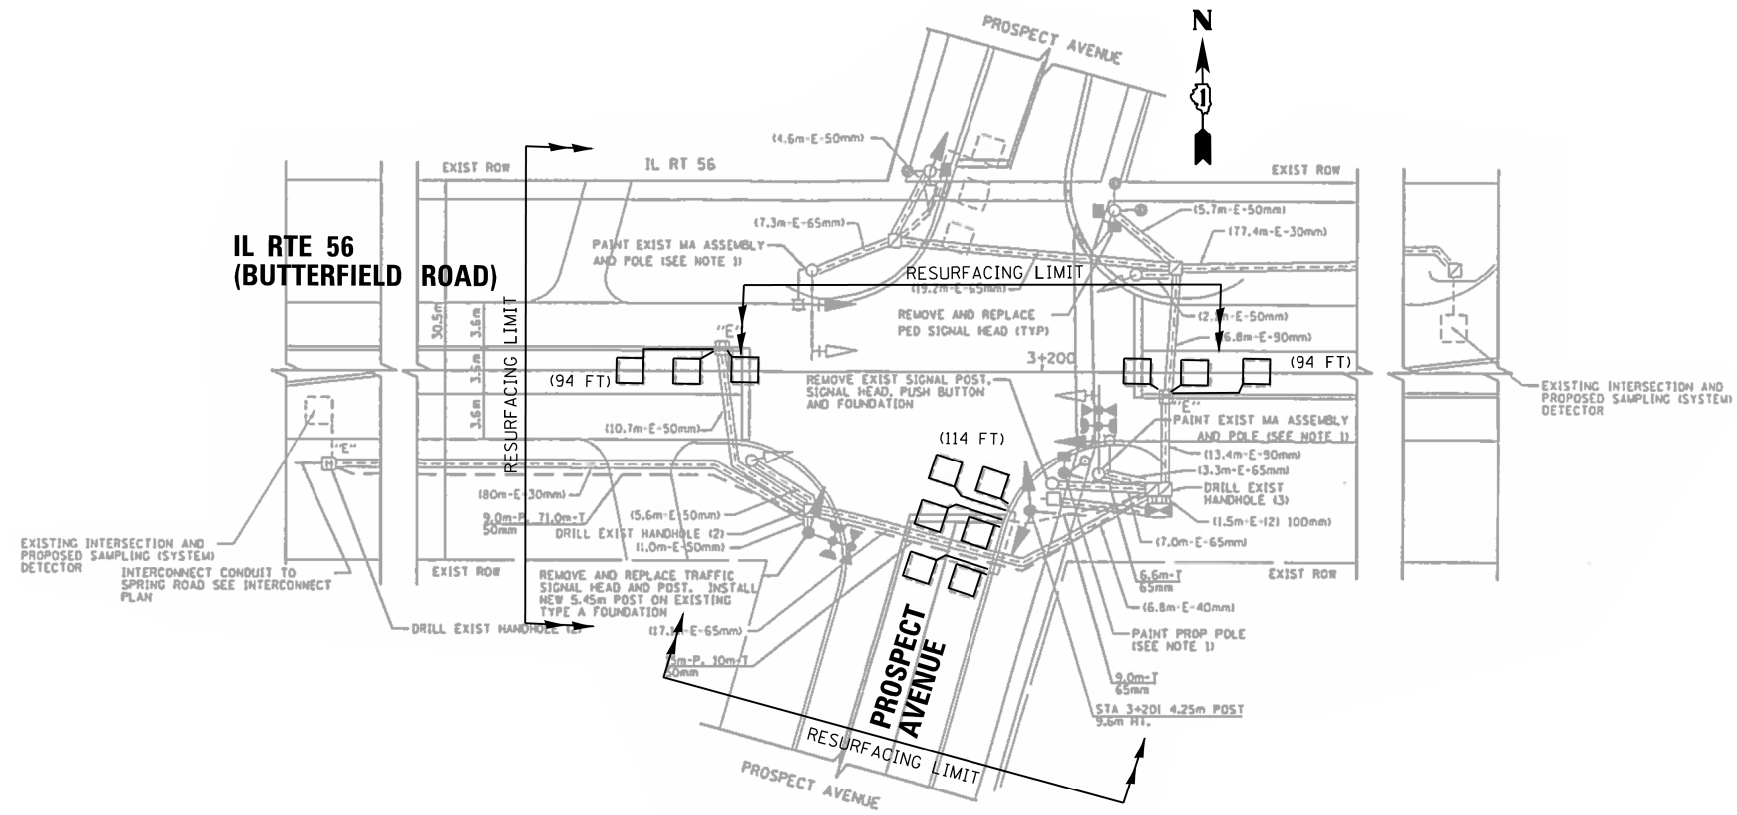 PROSPECT AVENUE
N
1
(4.6m-E-50mm)
EXIST ROW
IL RT 56
EXIST ROW
(5.7m-E-50mm)
(7.3m-E-65mm)
(77.4m-E-30mm)
IL RTE 56
(BUTTERFIELD ROAD)
PAINT EXIST MA ASSEMBLY
AND POLE (SEE NOTE 1)
RESURFACING LIMIT
(19.2m-E-65mm)
RESURFACING LIMIT
30.5m
3.6m
3.6m
3.6m
REMOVE AND REPLACE
PED SIGNAL HEAD (TYP)
6.8m-E-90mm)
"E"
3+200
(94 FT)
(94 FT)
REMOVE EXIST SIGNAL POST,
SIGNAL HEAD, PUSH BUTTON
AND FOUNDATION
EXISTING INTERSECTION AND
PROPOSED SAMPLING (SYSTEM)
DETECTOR
"E"
(10.7m-E-50mm)
PAINT EXIST MA ASSEMBLY
AND POLE (SEE NOTE 1)
"E"
(114 FT)
(13.4m-E-90mm)
(3.3m-E-65mm)
DRILL EXIST
HANDHOLE (3)
(80m-E-30mm)
9.0m-P, 71.0m-T
50mm
(5.6m-E-50mm)
(1.5m-E-(2) 100mm)
DRILL EXIST HANDHOLE (2)
(1.0m-E-50mm)
(7.0m-E-65mm)
EXISTING INTERSECTION AND
PROPOSED SAMPLING (SYSTEM)
DETECTOR
INTERCONNECT CONDUIT TO
SPRING ROAD SEE INTERCONNECT
PLAN
EXIST ROW
EXIST ROW
REMOVE AND REPLACE TRAFFIC
SIGNAL HEAD AND POST. INSTALL
NEW 5.45m POST ON EXISTING
TYPE A FOUNDATION
6.6m-T
65mm
(6.8m-E-40mm)
DRILL EXIST HANDHOLE (2)
PAINT PROP POLE
(SEE NOTE 1)
10m-T
50mm
9.0m-T
65mm
PROSPECT
AVENUE
STA 3+201 4.25m POST
9.6m HT.
RESURFACING LIMIT
PROSPECT AVENUE